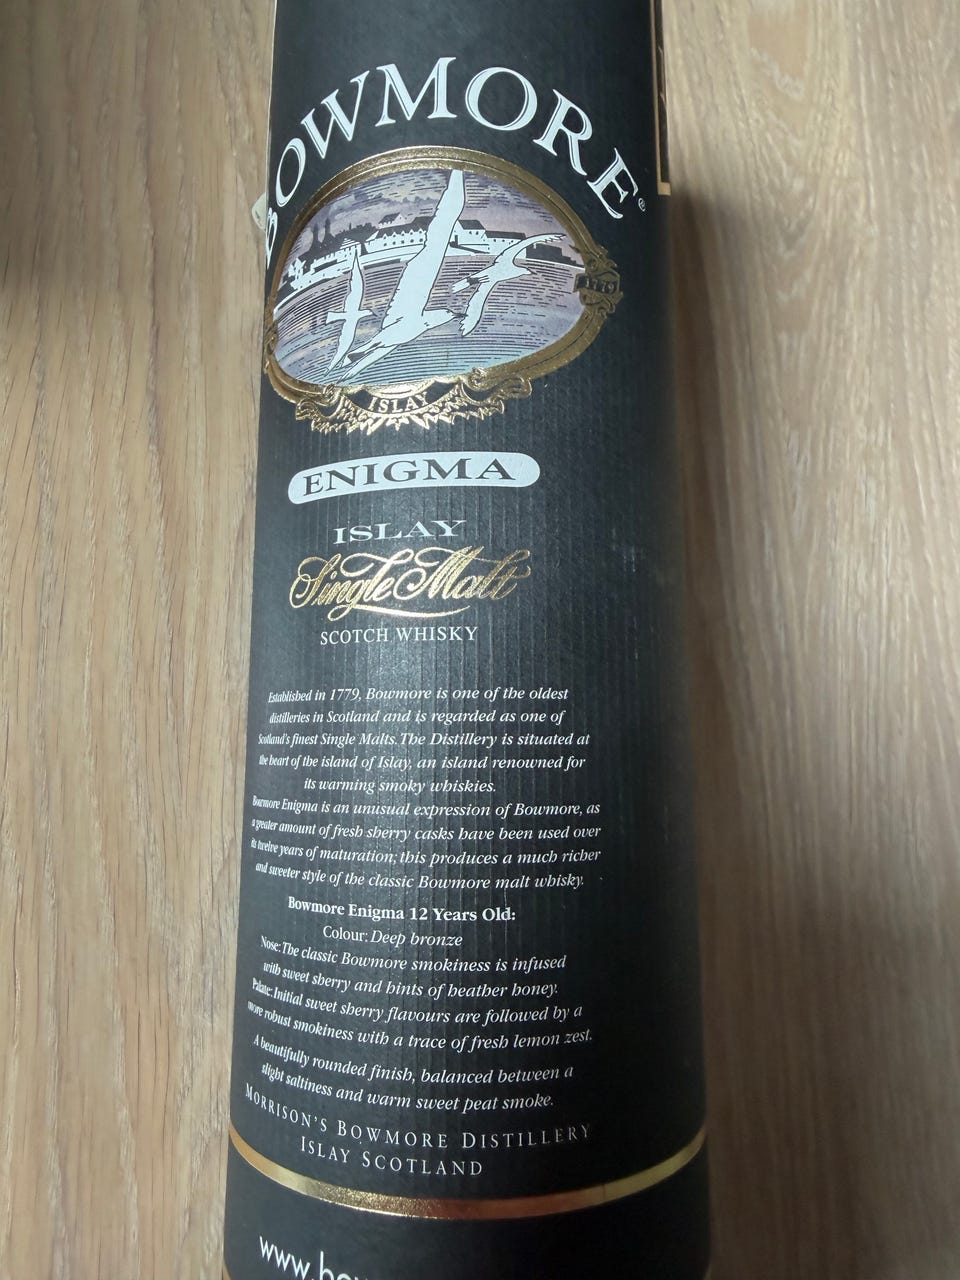 BOWMORE®
1779
ISLAY
ENIGMA
ISLAY
Single Malt
SCOTCH WHISKY
Established in 1779, Bowmore is one of the oldest
distilleries in Scotland and is regarded as one of
Scotland's finest Single Malts. The Distillery is situated at
the heart of the island of Islay, an island renowned for
its warming smoky whiskies.
Bowmore Enigma is an unusual expression of Bowmore, as
a greater amount of fresh sherry casks have been used over
its twelve years of maturation; this produces a much richer
and sweeter style of the classic Bowmore malt whisky.
Bowmore Enigma 12 Years Old:
Colour: Deep bronze
Nose: The classic Bowmore smokiness is infused
with sweet sherry and hints of heather honey.
Palate: Initial sweet sherry flavours are followed by a
more robust smokiness with a trace of fresh lemon zest.
A beautifully rounded finish, balanced between a
slight saltiness and warm sweet peat smoke.
MORRISON'S BOWMORE DISTILLERY
ISLAY SCOTLAND